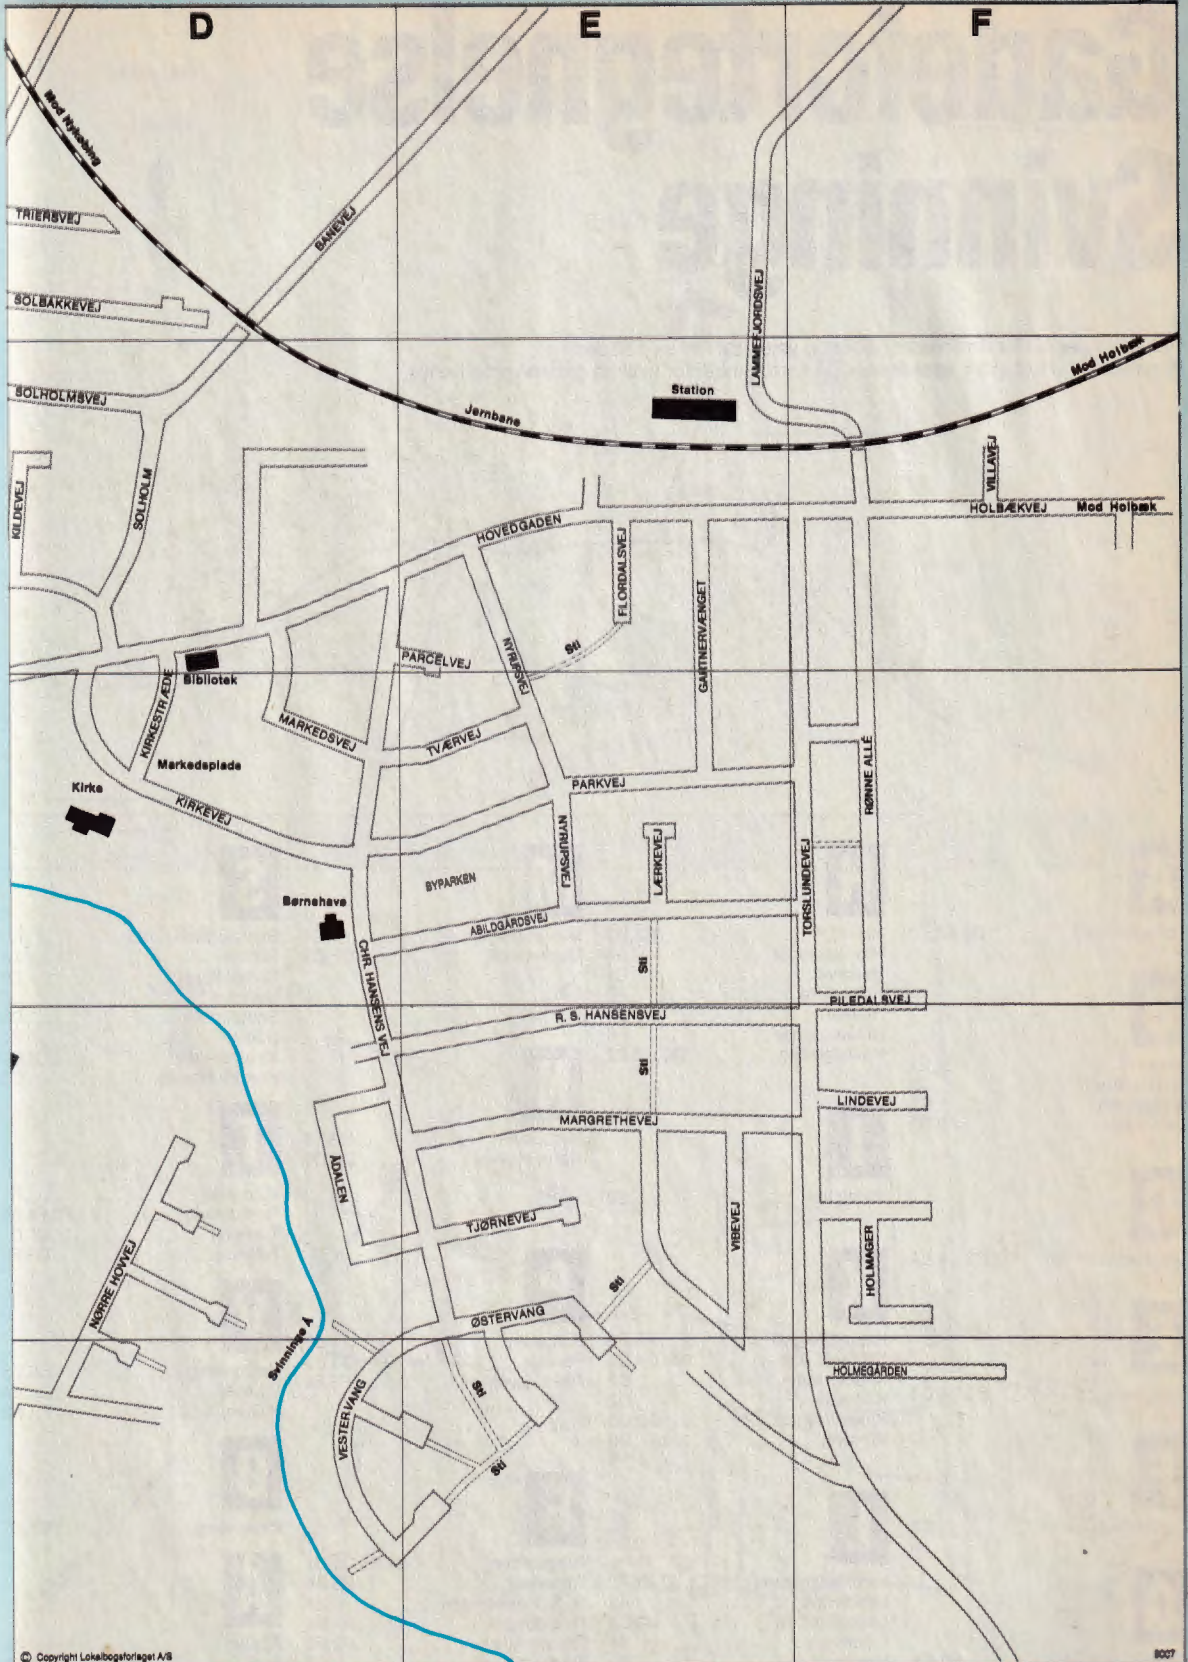 D
E
F
Mod Nykøbing
TRIERSVEJ
BANEVEJ
SOLBAKKEVEJ
LAMMEFJORDSVEJ
Mod Holbæk
SOLHOLMSVEJ
Station
Jernbane
KILDEVEJ
SOLHOLM
VILLAVEJ
HOLBÆKVEJ
Mod Holbæk
HOVEDGADEN
FLORDALSVEJ
GARTNERVÆNGET
NYRUPSVEJ
Sti
PARCELVEJ
Bibliotek
KIRKESTRÆDE
MARKEDSVEJ
TVÆRVEJ
Markedsplads
RØNNE ALLÉ
Kirke
KIRKEVEJ
PARKVEJ
NYRUPSVEJ
LÆRKEVEJ
TORSLUNDEVEJ
BYPARKEN
Børnehave
ABILDGÅRDSVEJ
CHR. HANSENS VEJ
Sti
PILEDALSVEJ
R. S. HANSENSVEJ
Sti
LINDEVEJ
MARGRETHEVEJ
ÅDALEN
TJØRNEVEJ
VIBEVEJ
HOLMAGER
NØRRE HOVVEJ
Sti
ØSTERVANG
Svinninge Å
HOLMEGÅRDEN
VESTERVANG
Sti
Sti
© Copyright Lokalbogsforlaget A/S